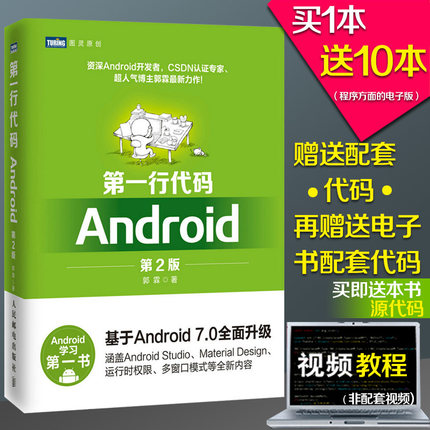 TURING 图灵原创
资深Android开发者，CSDN认证专家、
超人气博主郭霖最新力作！
第一行代码
Android
第2版
郭霖 著
Android
学习
第一书
基于Android 7.0全面升级
涵盖Android Studio、Material Design、
运行时权限、多窗口模式等全新内容
第一行代码 Android 第2版
郭霖 著
人民邮电出版社
买1本
送10本
（程序方面的电子版）
赠送配套
•代码•
再赠送电子
书配套代码
买即送本书
源代码
视频教程
（非配套视频）